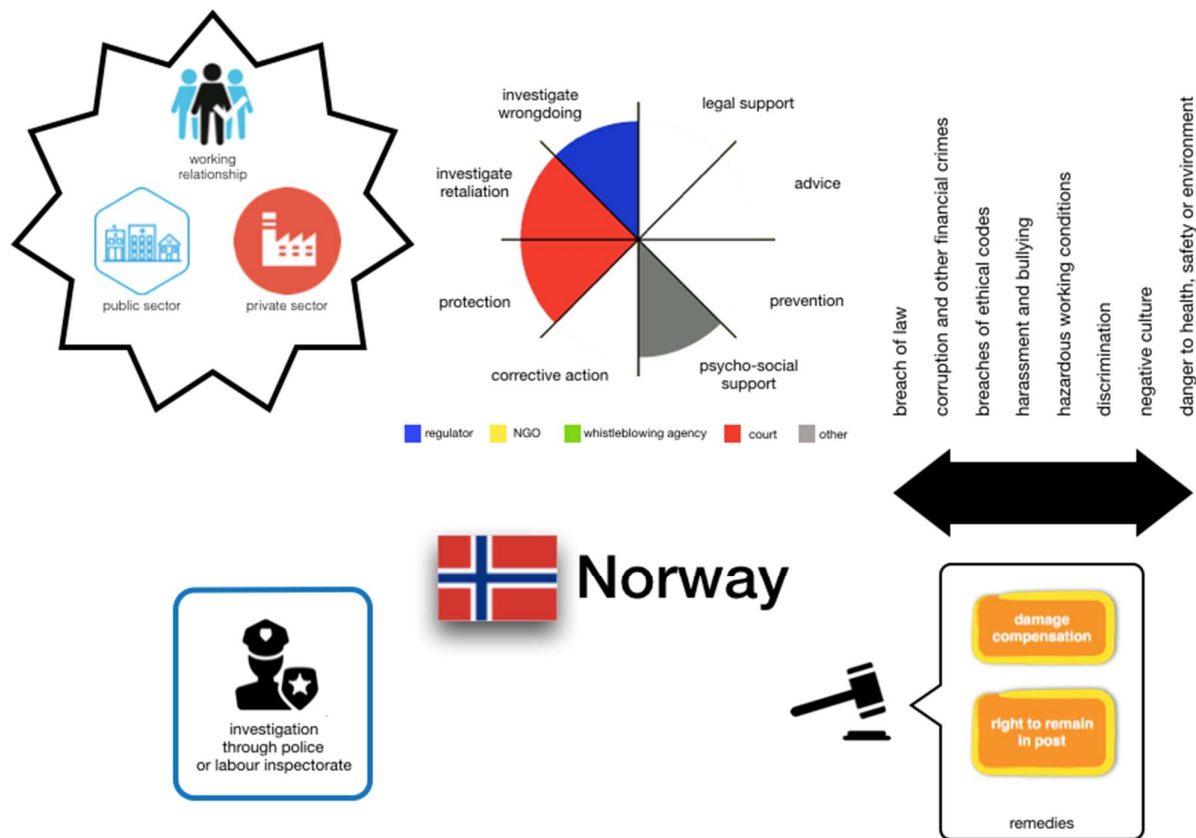 working
relationship
public sector
private sector
investigate
wrongdoing
legal support
investigate
retaliation
advice
protection
prevention
corrective action
psycho-social
support
regulator
NGO
whistleblowing agency
court
other
breach of law
corruption and other financial crimes
breaches of ethical codes
harassment and bullying
hazardous working conditions
discrimination
negative culture
danger to health, safety or environment
Norway
investigation
through police
or labour inspectorate
damage
compensation
right to remain
in post
remedies